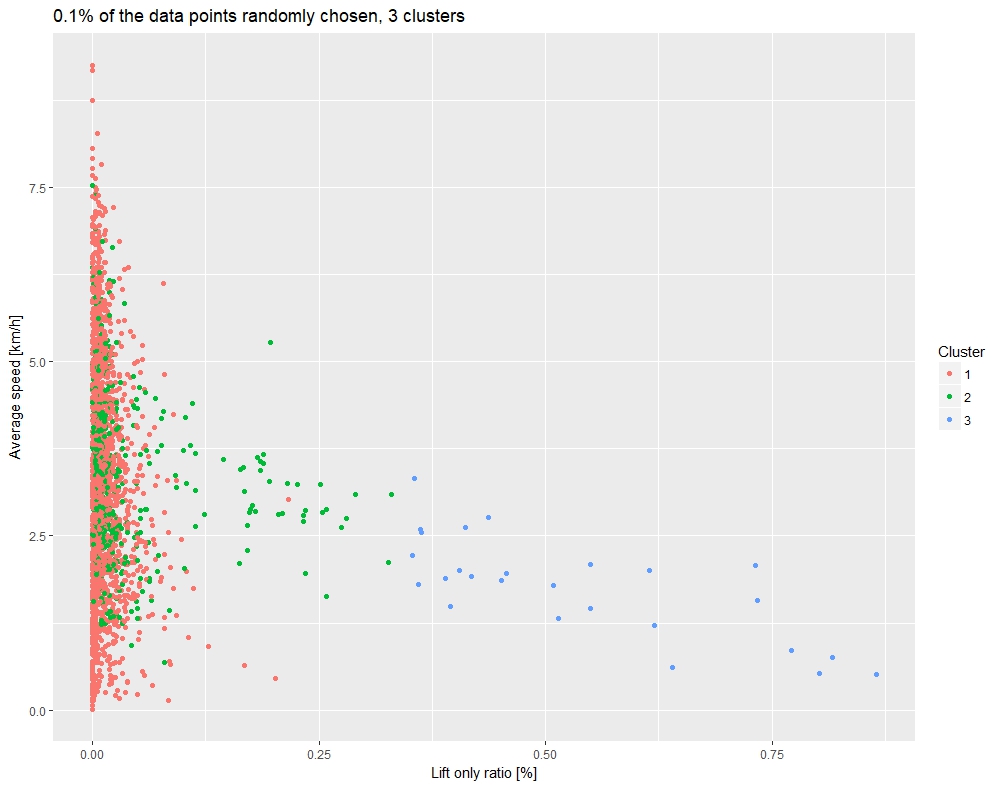 0.1% of the data points randomly chosen, 3 clusters
7.5
5.0
2.5
0.0
Average speed [km/h]
0.00
0.25
0.50
0.75
Lift only ratio [%]
Cluster
1
2
3